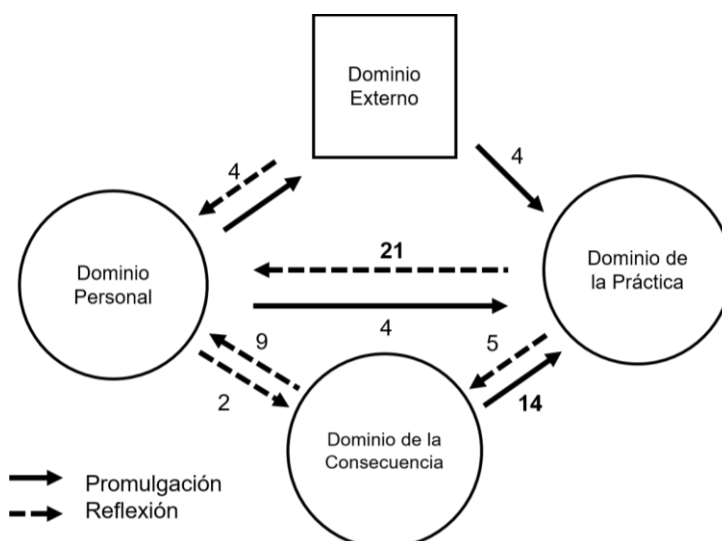 Dominio
Externo
4
4
Dominio
Personal
21
Dominio de
la Práctica
4
9
5
2
14
Dominio de la
Consecuencia
Promulgación
Reflexión